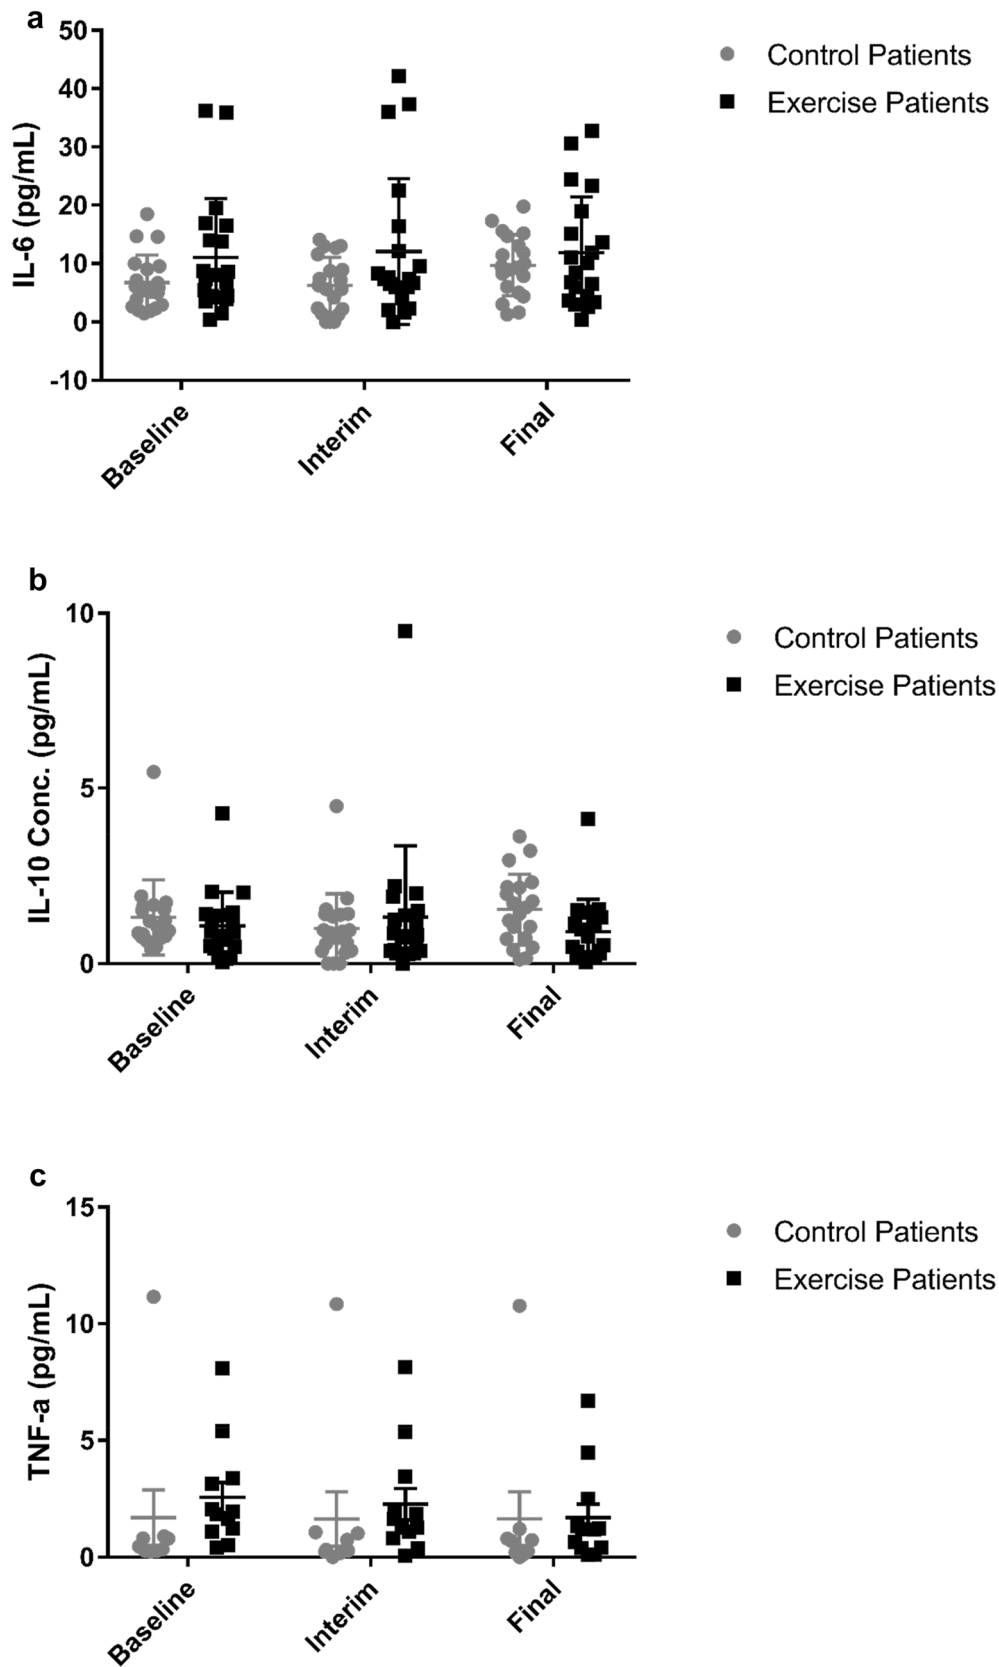 a
IL-6 (pg/mL)
50
40
30
20
10
0
-10
Baseline
Interim
Final
Control Patients
Exercise Patients
b
IL-10 Conc. (pg/mL)
10
5
0
Baseline
Interim
Final
Control Patients
Exercise Patients
c
TNF-a (pg/mL)
15
10
5
0
Baseline
Interim
Final
Control Patients
Exercise Patients